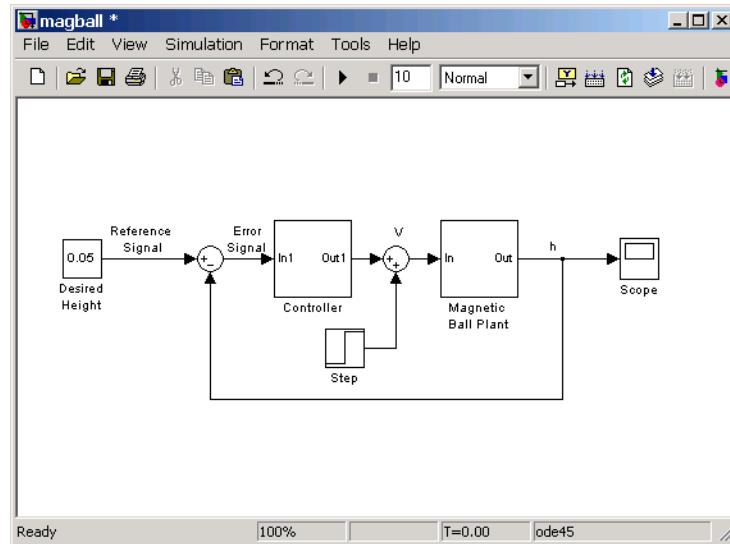 magball *
File Edit View Simulation Format Tools Help
10 Normal
Reference Signal
Error Signal
V
h
0.05
+
−
In1 Out1
+
+
In Out
Desired Height
Controller
Magnetic Ball Plant
Scope
Step
Ready 100% T=0.00 ode45